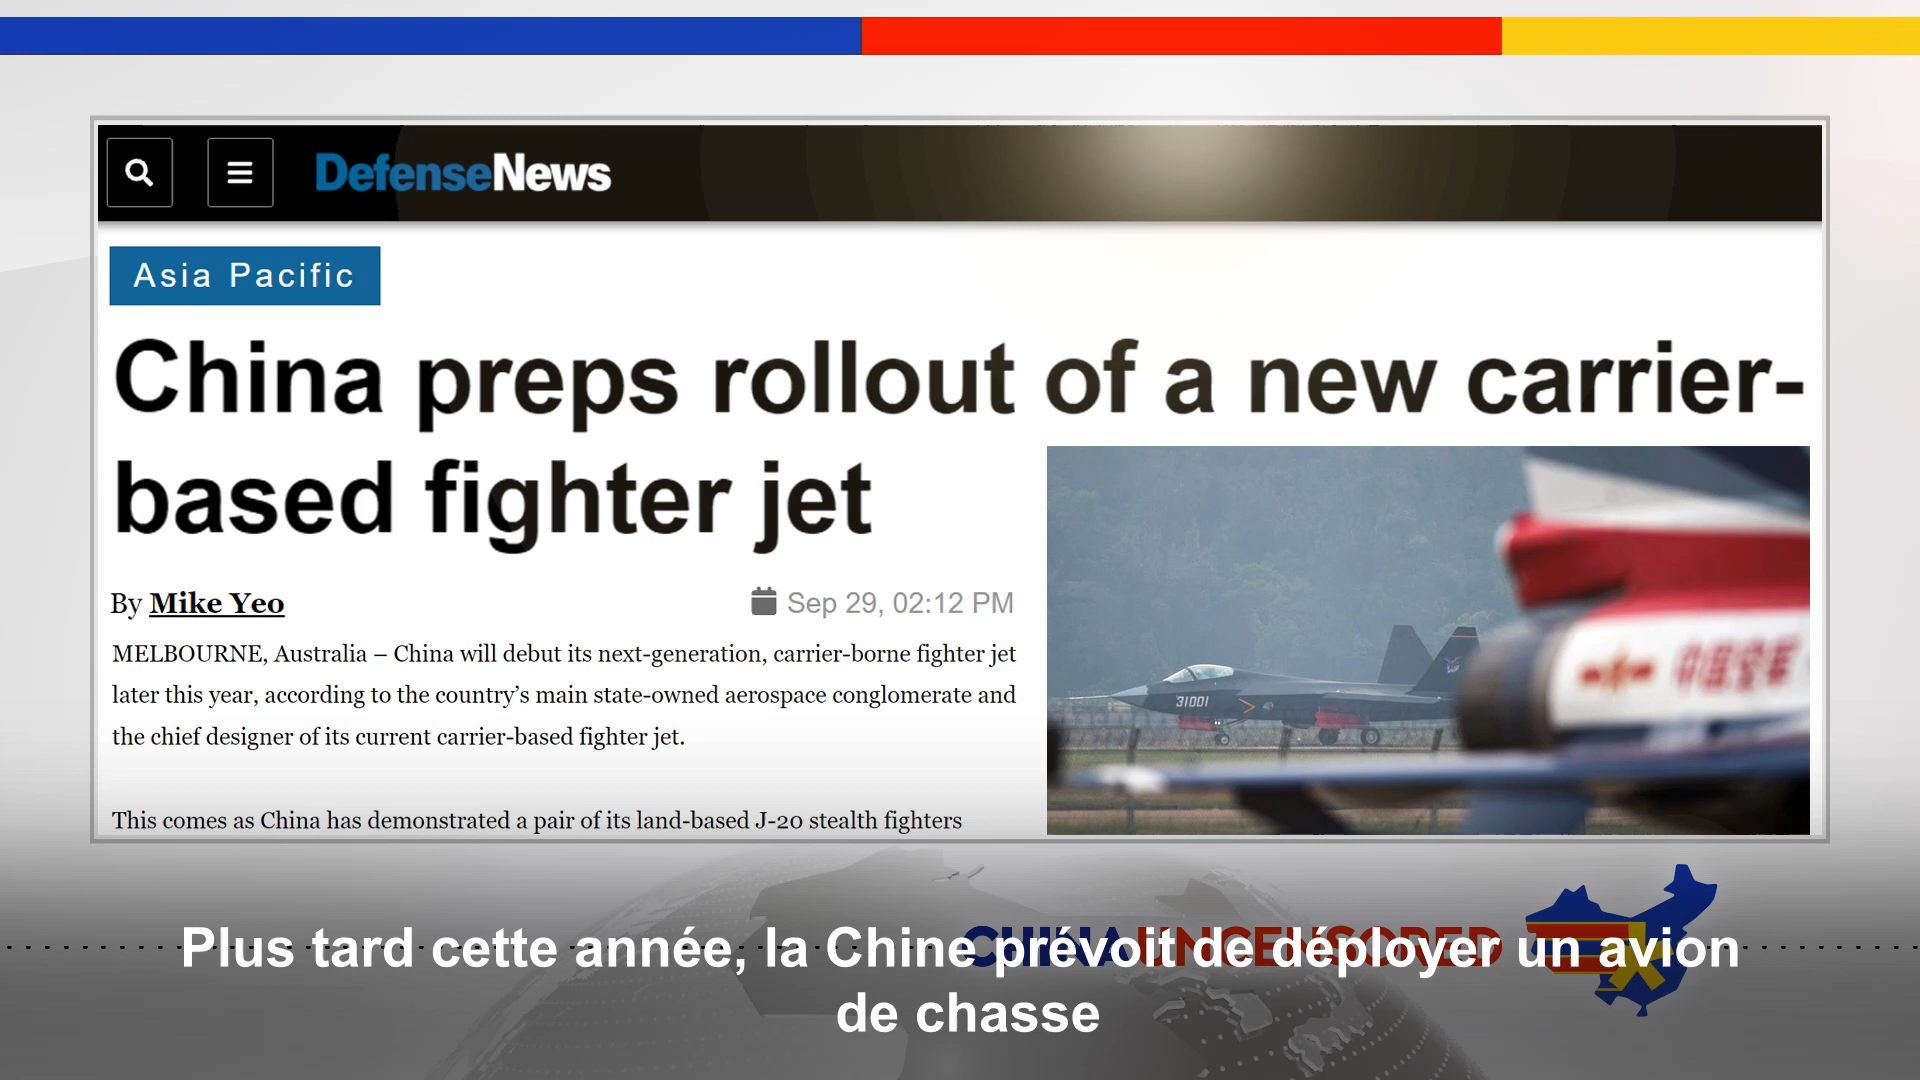 DefenseNews
Asia Pacific
China preps rollout of a new carrier-
based fighter jet
By Mike Yeo
Sep 29, 02:12 PM
MELBOURNE, Australia – China will debut its next-generation, carrier-borne fighter jet
later this year, according to the country’s main state-owned aerospace conglomerate and
the chief designer of its current carrier-based fighter jet.
This comes as China has demonstrated a pair of its land-based J-20 stealth fighters
31001
CHINA UNCENSORED
Plus tard cette année, la Chine prévoit de déployer un avion
de chasse